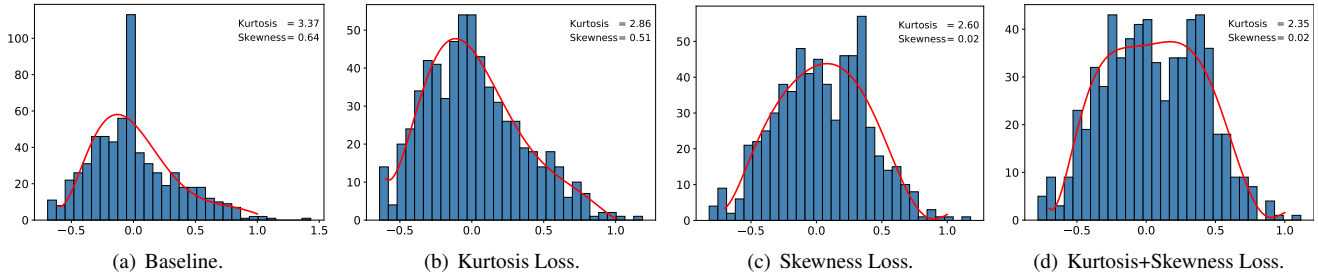 Kurtosis = 3.37
Skewness= 0.64
100
80
60
40
20
0
−0.5 0.0 0.5 1.0 1.5
(a) Baseline.
Kurtosis = 2.86
Skewness= 0.51
50
40
30
20
10
0
−0.5 0.0 0.5 1.0
(b) Kurtosis Loss.
Kurtosis = 2.60
Skewness= 0.02
50
40
30
20
10
0
−0.5 0.0 0.5 1.0
(c) Skewness Loss.
Kurtosis = 2.35
Skewness= 0.02
40
30
20
10
0
−0.5 0.0 0.5 1.0
(d) Kurtosis+Skewness Loss.